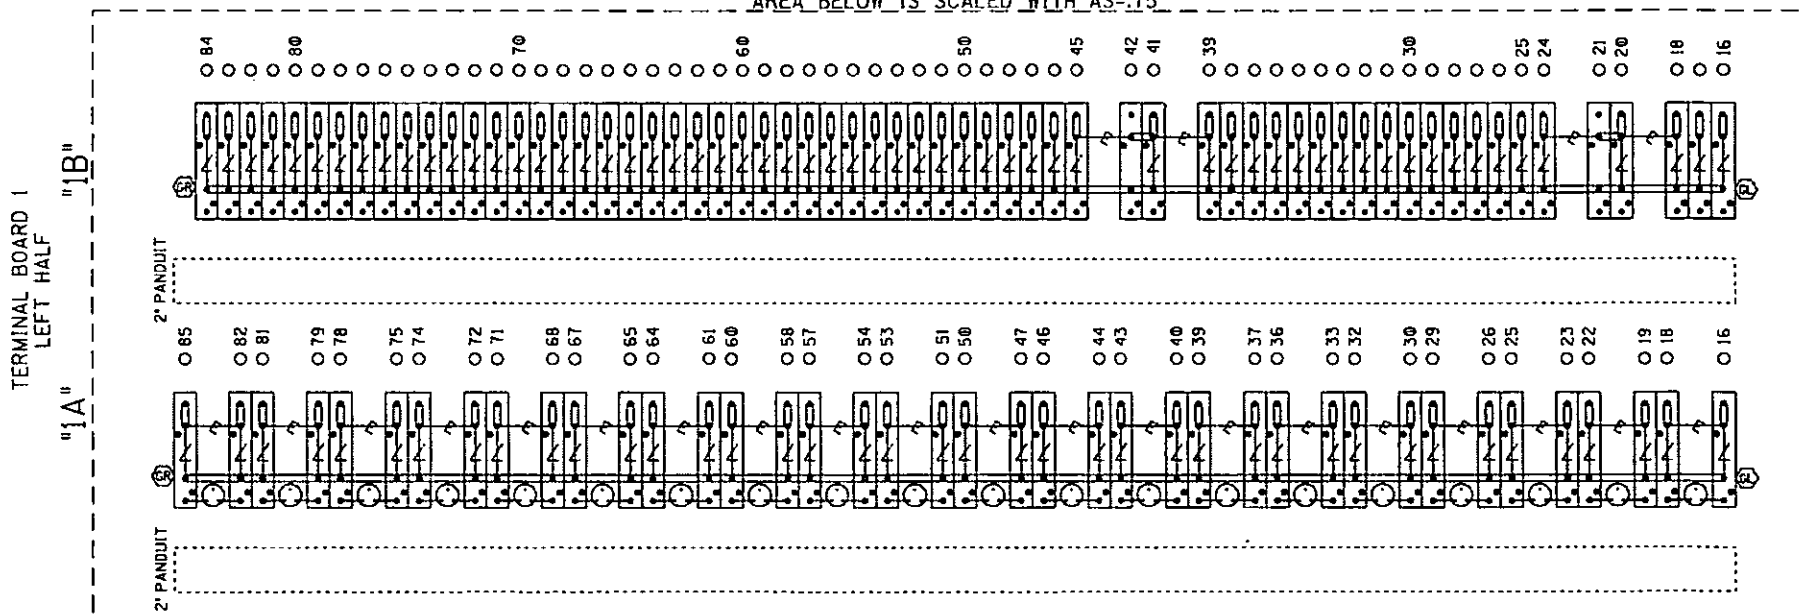 AREA BELOW IS SCALED WITH AS=.75
TERMINAL BOARD 1
LEFT HALF
"1B"
84 80 70 60 50 45 42 41 39 30 25 24 21 20 18 16
2" PANDUIT
"1A"
85 82 81 79 78 75 74 72 71 68 67 65 64 61 60 58 57 54 53 51 50 47 46 44 43 40 39 37 36 33 32 30 29 26 25 23 22 19 18 16
2" PANDUIT